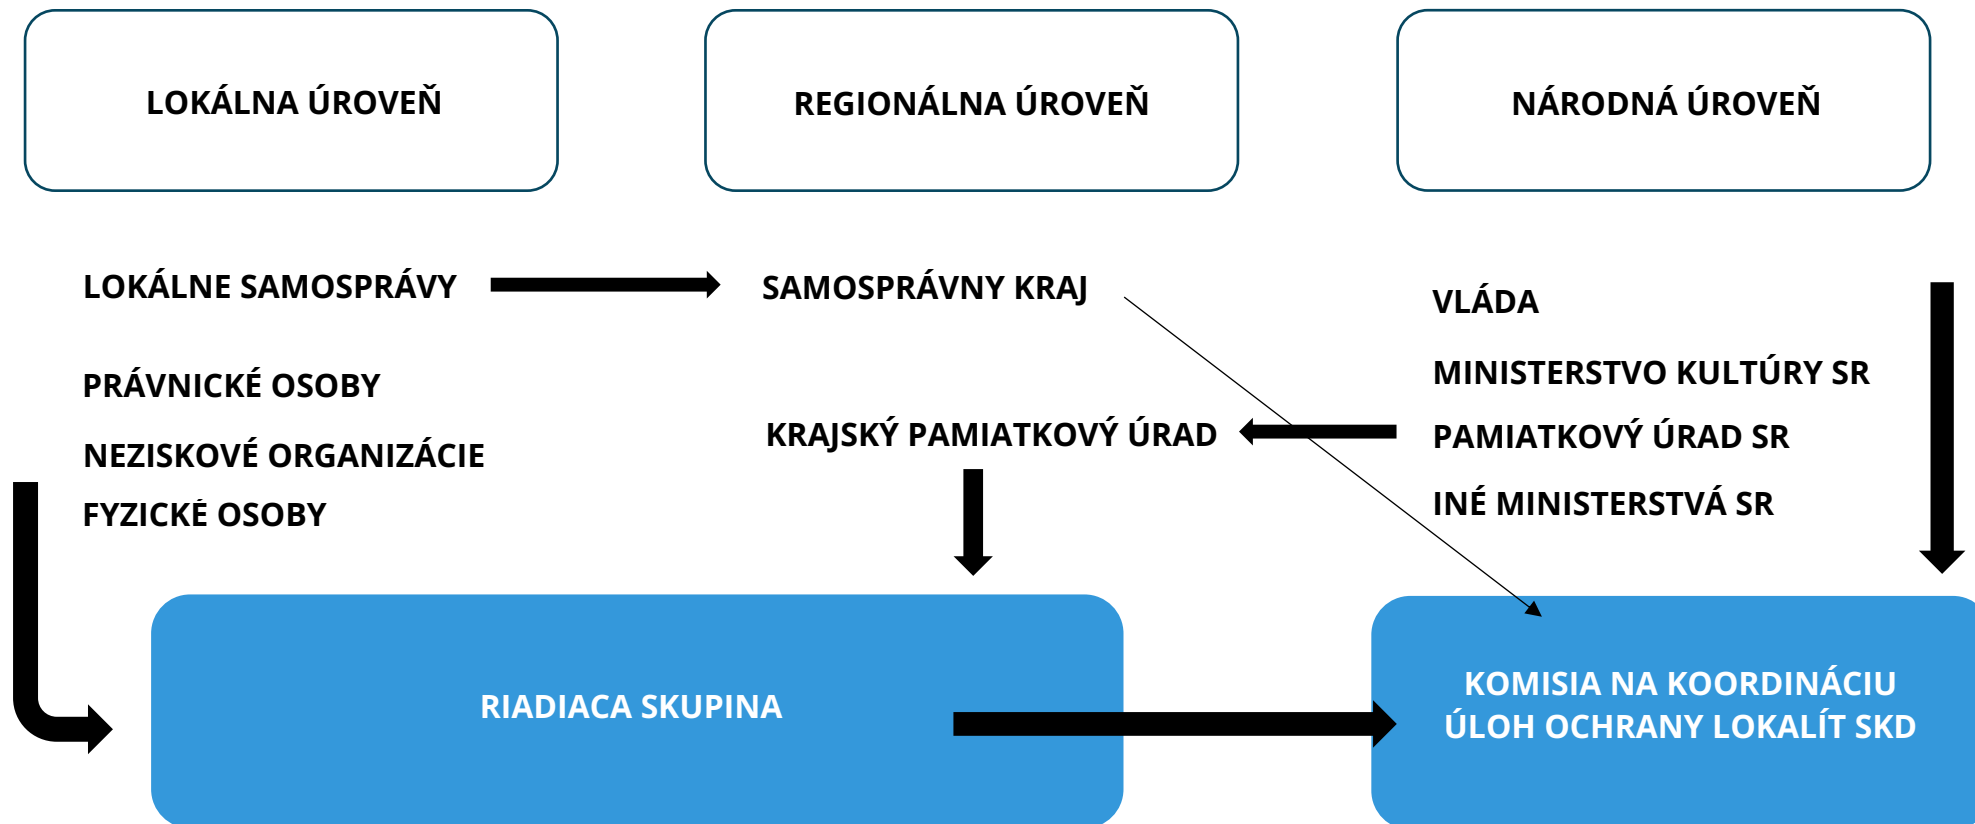 LOKÁLNA ÚROVEŇ
REGIONÁLNA ÚROVEŇ
NÁRODNÁ ÚROVEŇ
LOKÁLNE SAMOSPRÁVY
PRÁVNICKÉ OSOBY
NEZISKOVÉ ORGANIZÁCIE
FYZICKÉ OSOBY
SAMOSPRÁVNY KRAJ
KRAJSKÝ PAMIATKOVÝ ÚRAD
VLÁDA
MINISTERSTVO KULTÚRY SR
PAMIATKOVÝ ÚRAD SR
INÉ MINISTERSTVÁ SR
RIADIACA SKUPINA
KOMISIA NA KOORDINÁCIU
ÚLOH OCHRANY LOKALÍT SKD